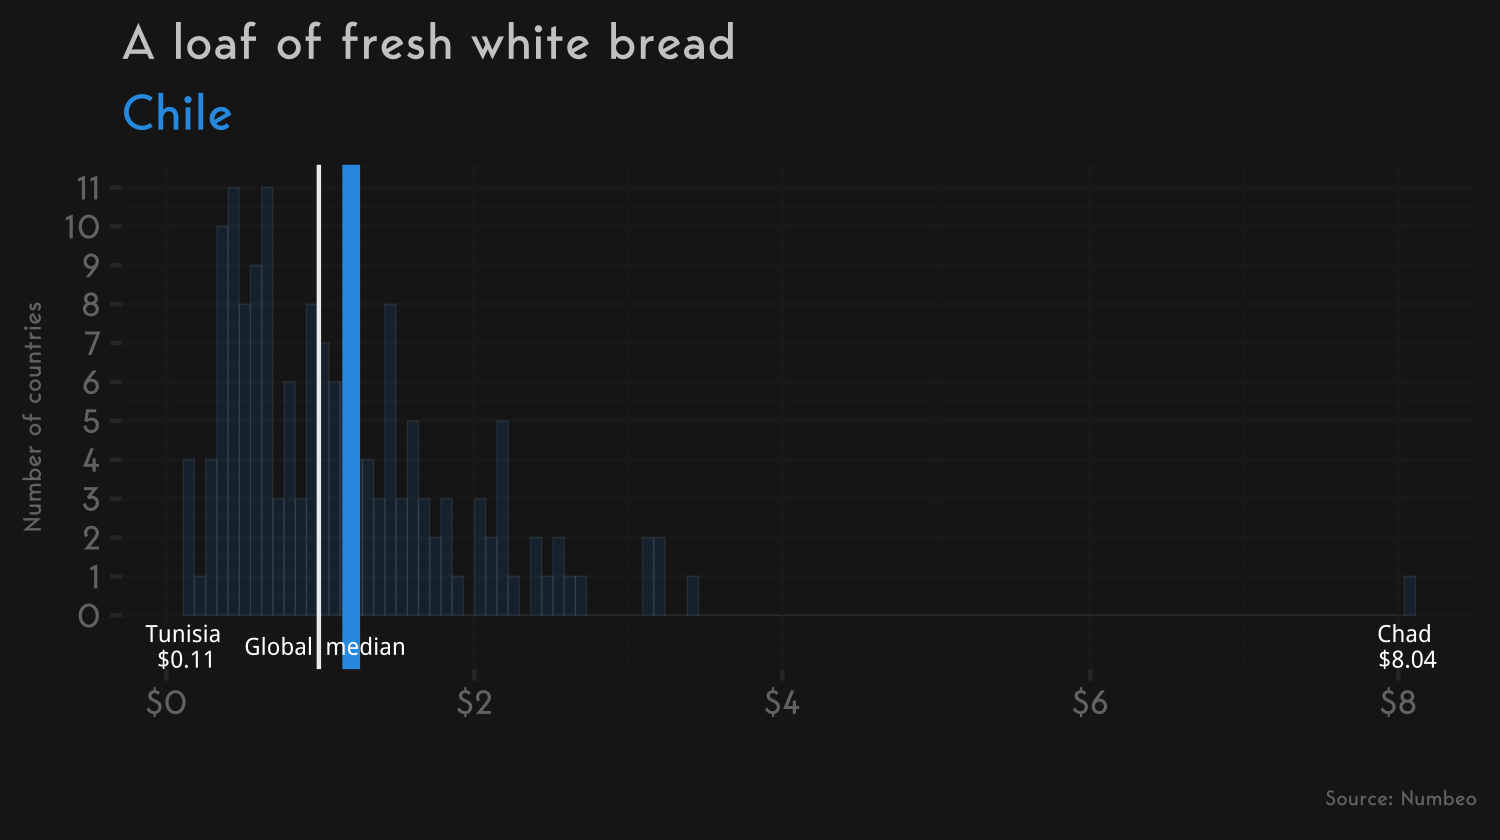 A loaf of fresh white bread
Chile
Number of countries
11
10
9
8
7
6
5
4
3
2
1
0
Tunisia
$0.11
Global median
Chad
$8.04
$0
$2
$4
$6
$8
Source: Numbeo